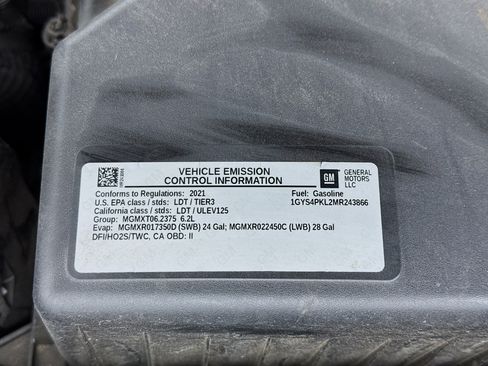 VEHICLE EMISSION
CONTROL INFORMATION
GM
GENERAL
MOTORS
LLC
Conforms to Regulations: 2021
Fuel: Gasoline
U.S. EPA class / stds: LDT / TIER3
1GYS4PKL2MR243866
California class / stds: LDT / ULEV125
Group: MGMXT06.2375 6.2L
Evap: MGMXR017350D (SWB) 24 Gal; MGMXR022450C (LWB) 28 Gal
DFI/HO2S/TWC, CA OBD: II